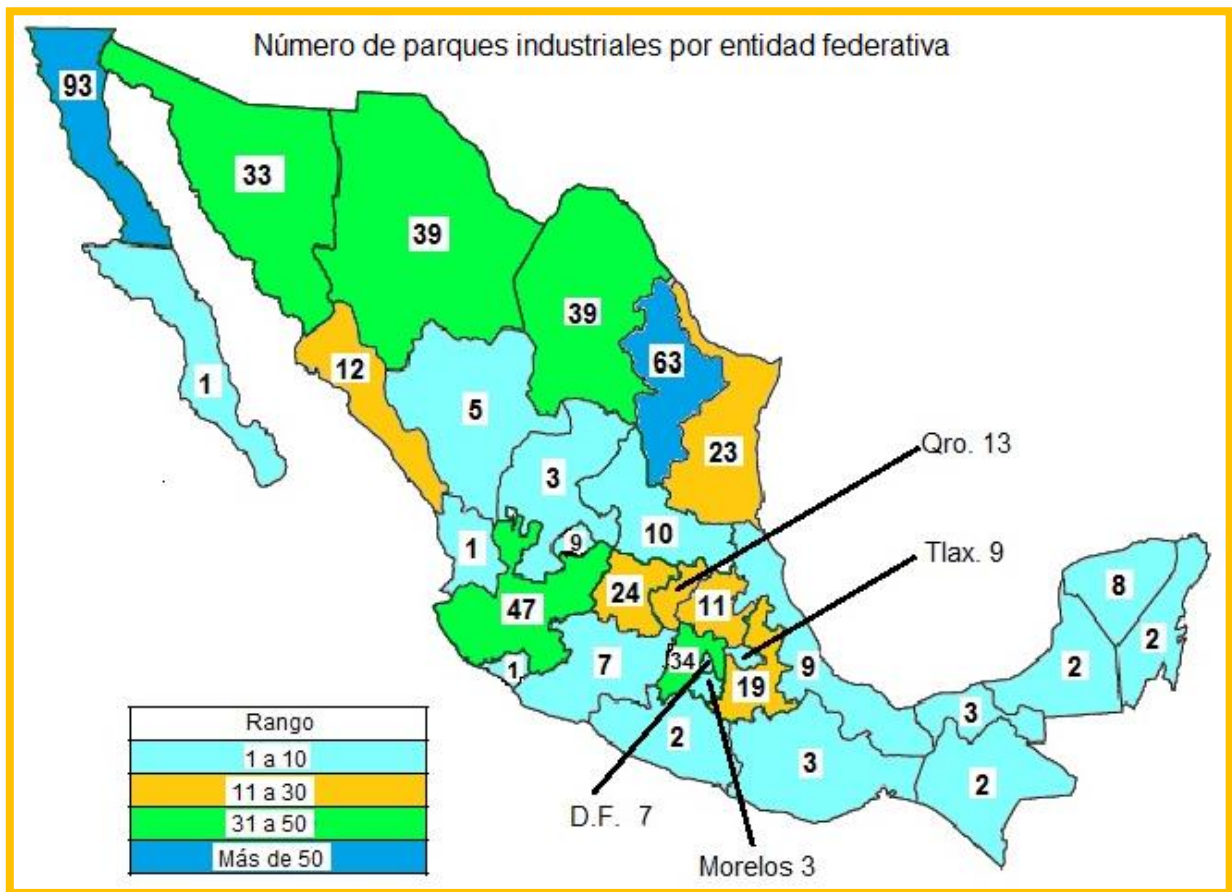 Número de parques industriales por entidad federativa
93
33
39
39
63
12
1
5
23
Qro. 13
3
10
1
9
Tlax. 9
47
24
11
8
2
2
7
34
19
9
1
3
2
3
2
D.F. 7
Morelos 3
Rango
1 a 10
11 a 30
31 a 50
Más de 50